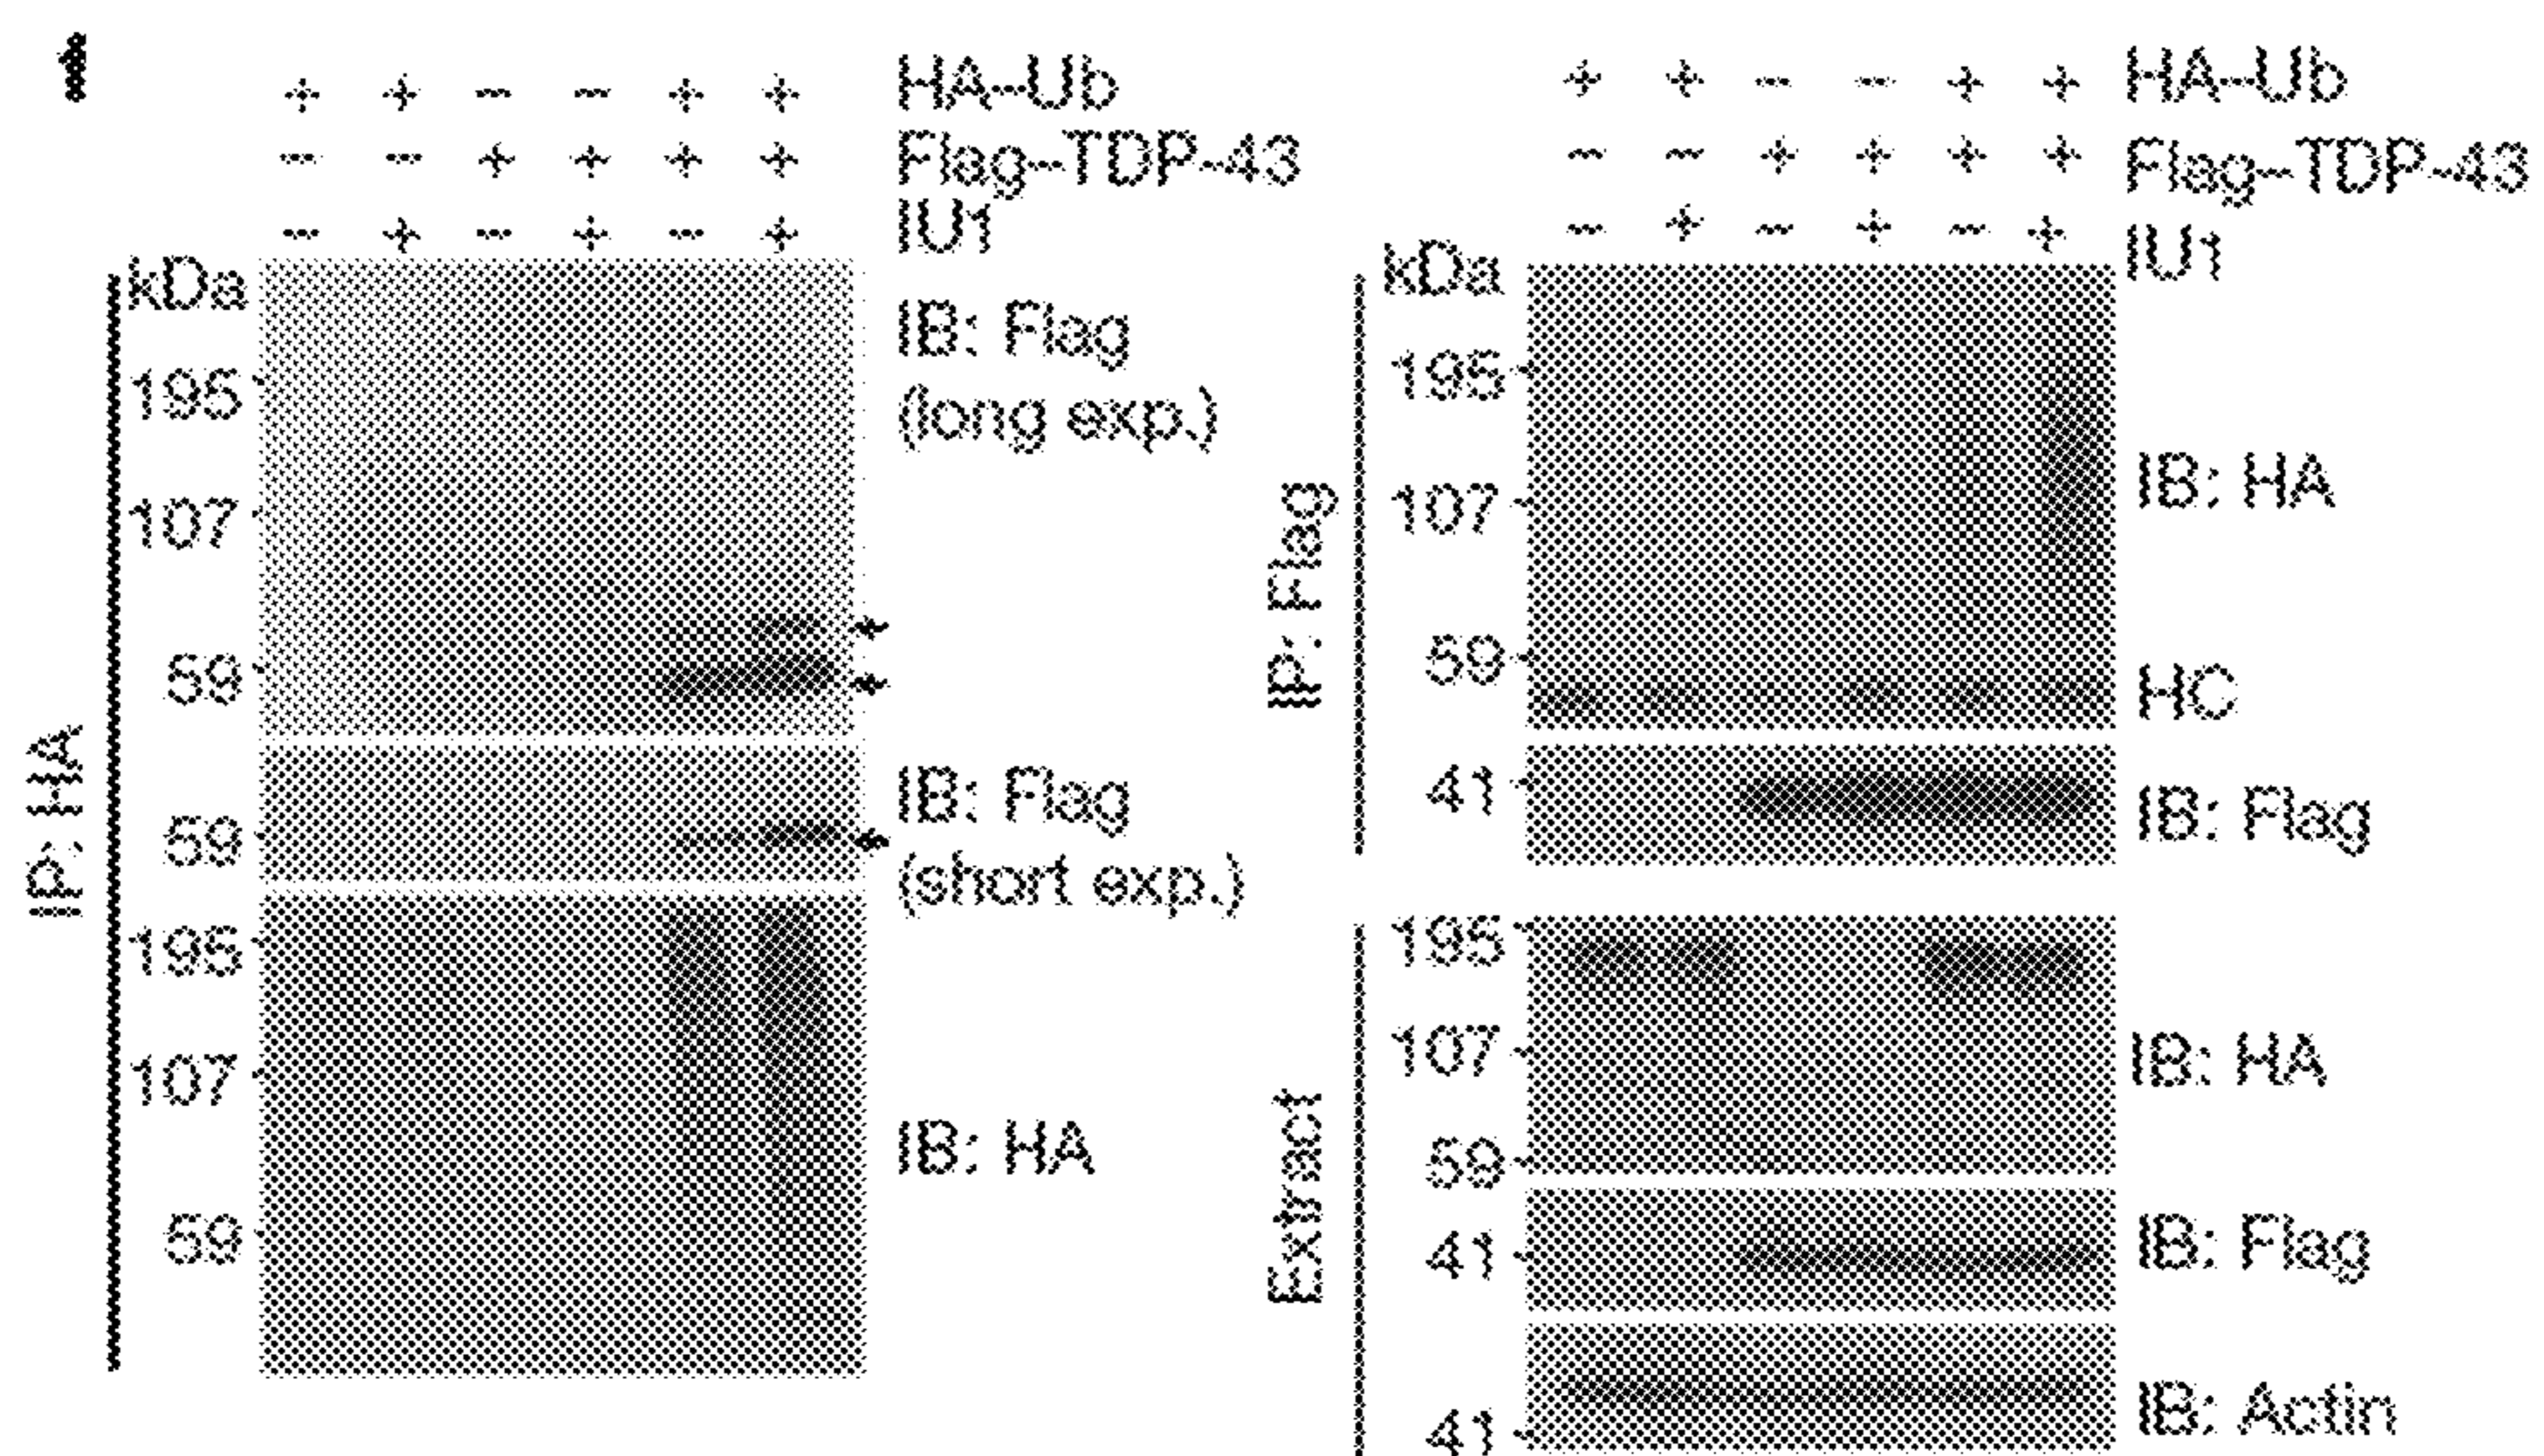 f
+ + − − + + HA–Ub
− − + + + + Flag–TDP-43
− + − + − + IU1
kDa
IP: HA
195
107
59
IB: Flag
(long exp.)
59
IB: Flag
(short exp.)
195
107
59
IB: HA
+ + − − + + HA–Ub
− − + + + + Flag–TDP-43
− + − + − + IU1
kDa
IP: Flag
195
107
59
IB: HA
HC
41
IB: Flag
Extract
195
107
59
IB: HA
41
IB: Flag
41
IB: Actin